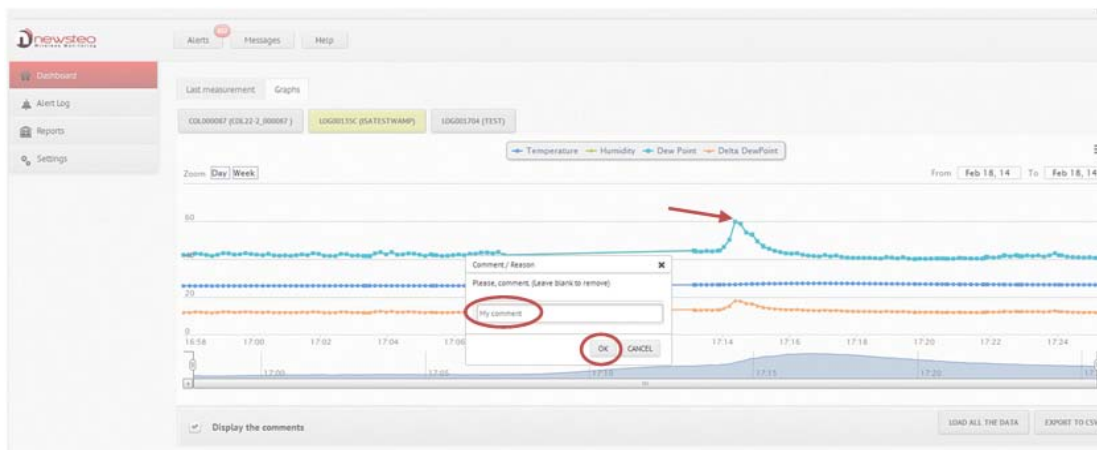 newsteo
Wireless Monitoring
Alerts
Messages
Help
Dashboard
Alert Log
Reports
Settings
Last measurement
Graphs
COL000087 (COL22-2_000087 )
LOG00135C (ISATESTWAMP)
LOG001704 (TEST)
Temperature
Humidity
Dew Point
Delta DewPoint
Zoom Day Week
From Feb 18, 14 To Feb 18, 14
60
20
0
Comment / Reason
Please, comment. (Leave blank to remove)
My comment
OK
CANCEL
16:58
17:00
17:02
17:04
17:14
17:16
17:18
17:20
17:22
17:24
17:00
17:05
17:10
17:15
17:20
Display the comments
LOAD ALL THE DATA
EXPORT TO CSV